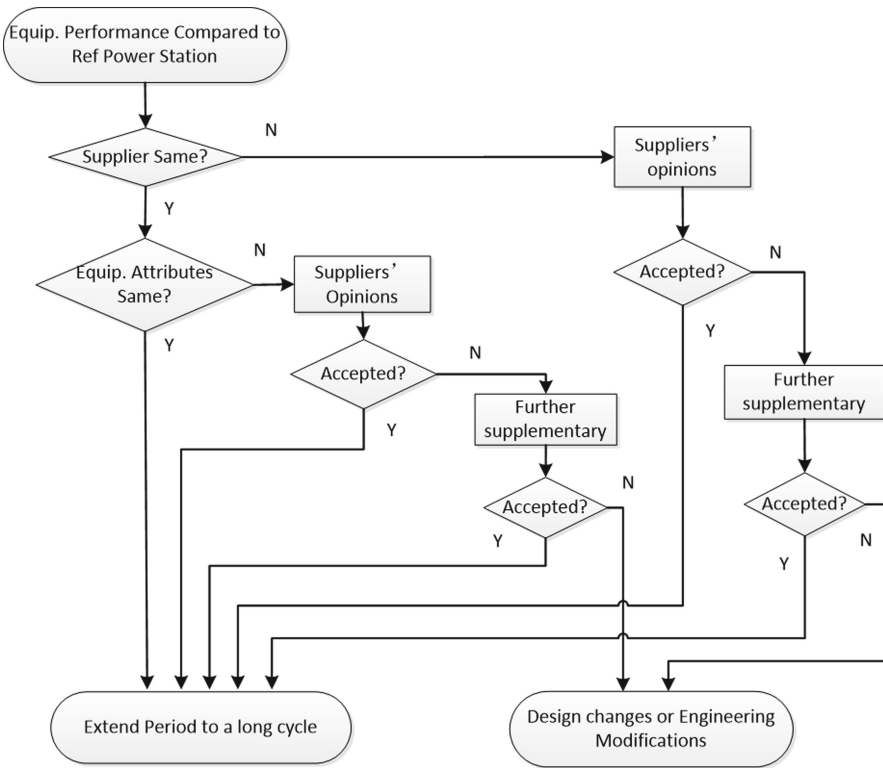 Equip. Performance Compared to
Ref Power Station
N
Supplier Same?
Suppliers’
opinions
Y
N
Equip. Attributes
Same?
Suppliers’
Opinions
Accepted?
N
Y
Y
N
Accepted?
Further
supplementary
Further
supplementary
Y
N
Accepted?
Y
Accepted?
N
Y
Extend Period to a long cycle
Design changes or Engineering
Modifications